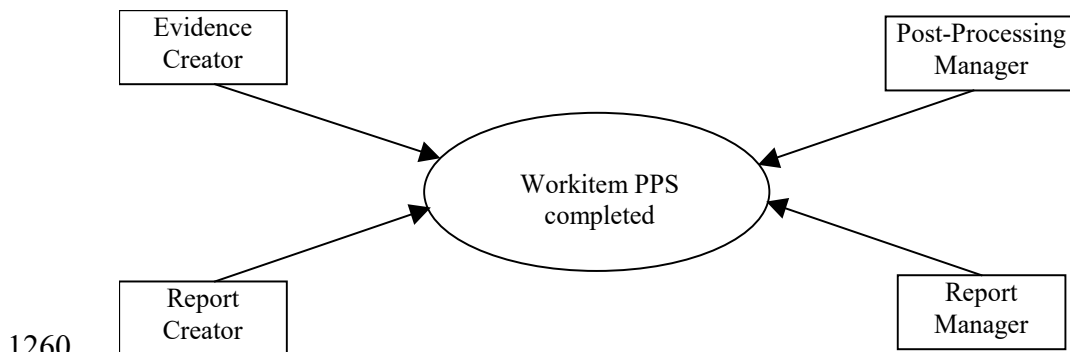 Evidence
Creator
Post-Processing
Manager
Workitem PPS
completed
Report
Creator
Report
Manager
1260